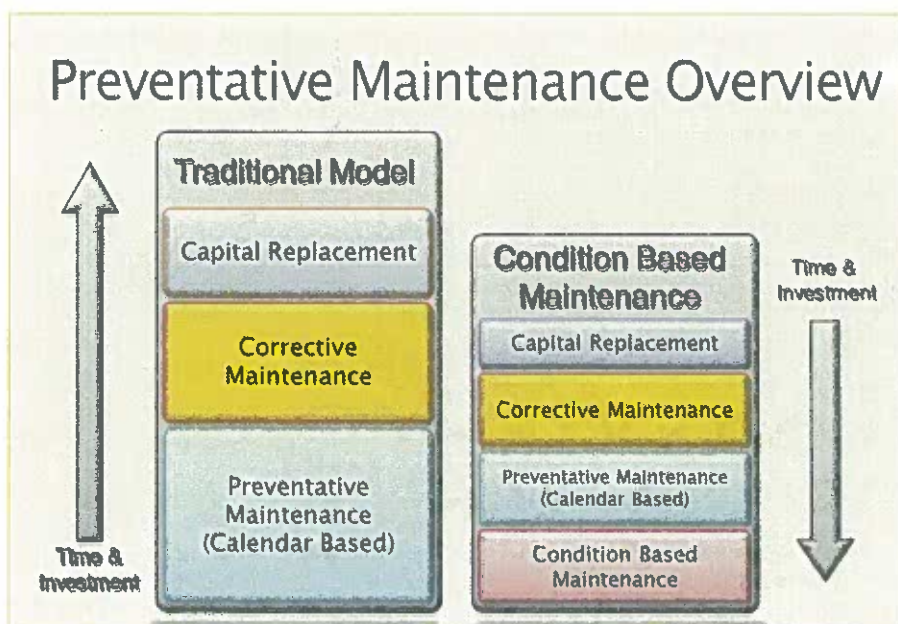 Preventative Maintenance Overview
Traditional Model
Capital Replacement
Corrective
Maintenance
Preventative
Maintenance
(Calendar Based)
Time &
Investment
Condition Based
Maintenance
Capital Replacement
Corrective Maintenance
Preventative Maintenance
(Calendar Based)
Condition Based
Maintenance
Time &
Investment